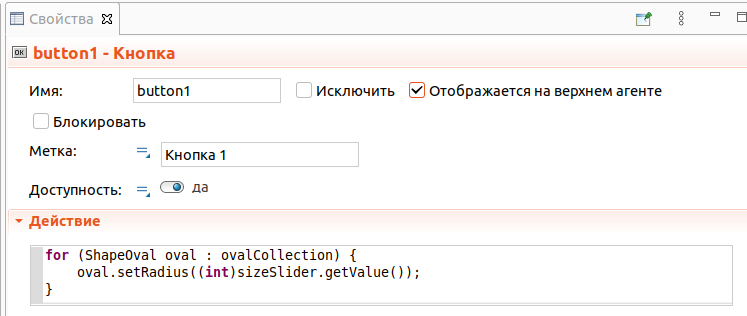 Свойства
OK button1 - Кнопка
Имя: button1 Исключить Отображается на верхнем агенте
Блокировать
Метка: Кнопка 1
Доступность: да
Действие
for (ShapeOval oval : ovalCollection) {
    oval.setRadius((int)sizeSlider.getValue());
}